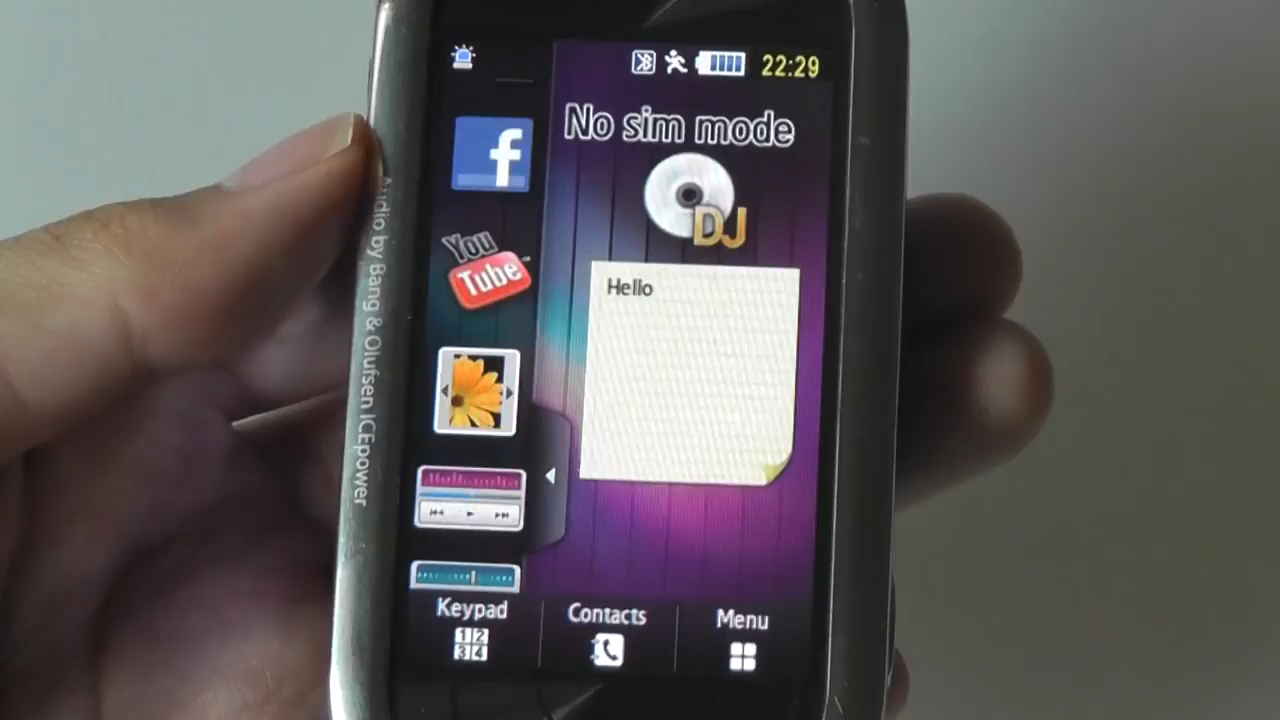 22:29
No sim mode
f
You
Tube
DJ
Hello
Audio by Bang & Olufsen ICEpower
Keypad
Contacts
Menu
1 2
3 4